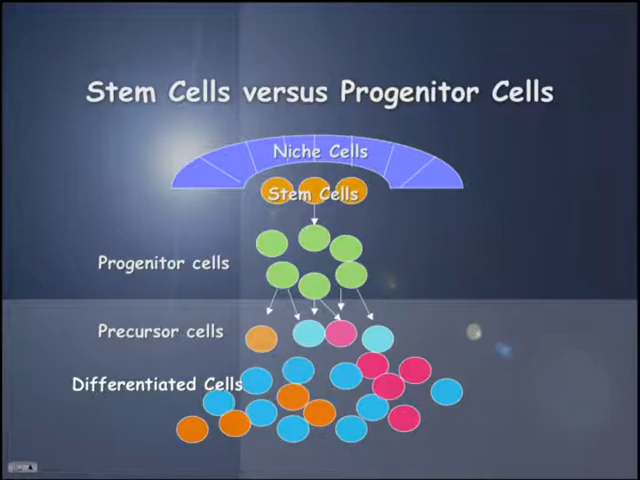 Stem Cells versus Progenitor Cells
Niche Cells
Stem Cells
Progenitor cells
Precursor cells
Differentiated Cells